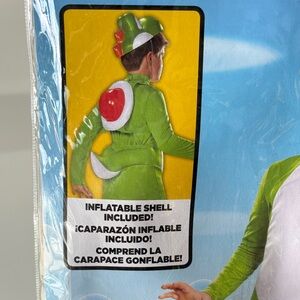 INFLATABLE SHELL
INCLUDED!
¡CAPARAZÓN INFLABLE
INCLUIDO!
COMPREND LA
CARAPACE GONFLABLE!